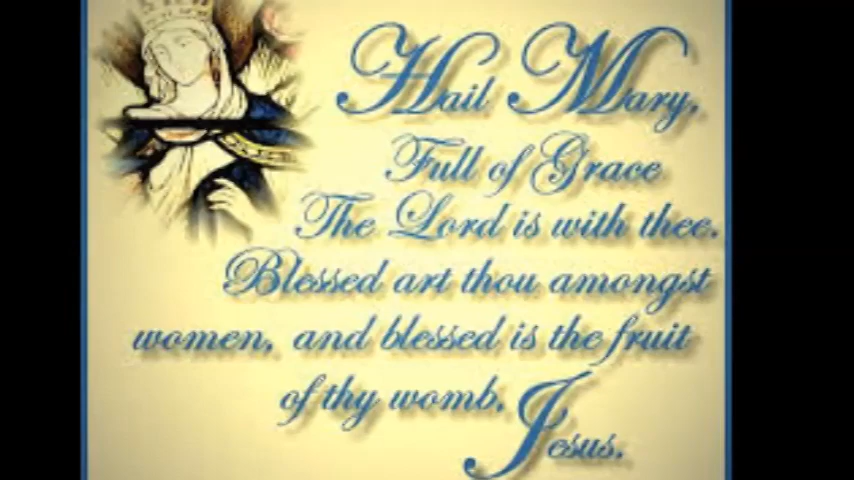 Hail Mary,
Full of Grace
The Lord is with thee.
Blessed art thou amongst
women, and blessed is the fruit
of thy womb, Jesus.